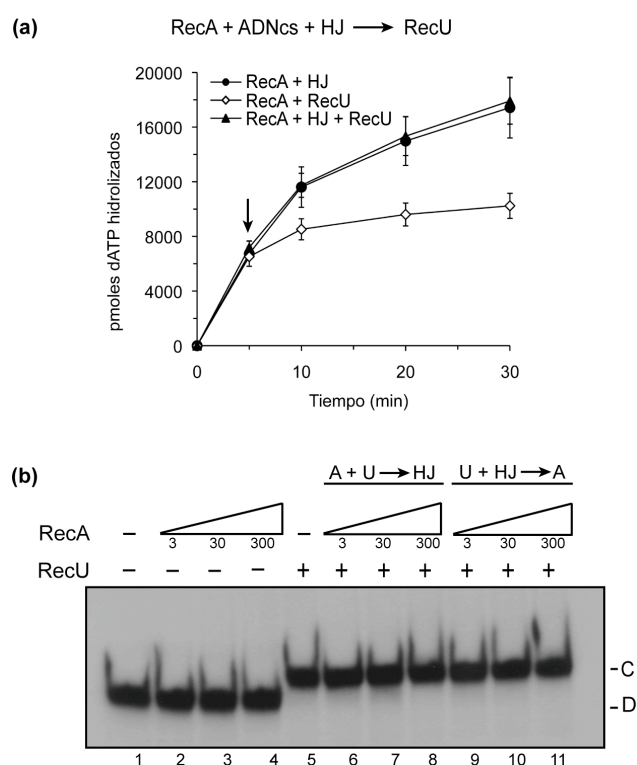 (a)
RecA + ADNcs + HJ → RecU
20000
16000
12000
8000
4000
0
pmoles dATP hidrolizados
RecA + HJ
RecA + RecU
RecA + HJ + RecU
0 10 20 30
Tiempo (min)
(b)
A + U → HJ U + HJ → A
RecA – 3 30 300 – 3 30 300 3 30 300
RecU – – – – + + + + + + +
-C
-D
1 2 3 4 5 6 7 8 9 10 11